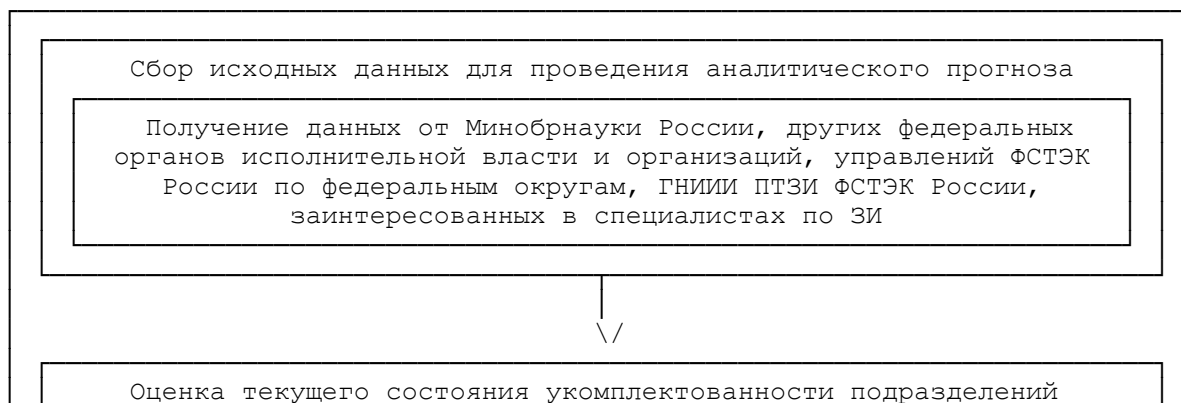 Сбор исходных данных для проведения аналитического прогноза
Получение данных от Минобрнауки России, других федеральных
органов исполнительной власти и организаций, управлений ФСТЭК
России по федеральным округам, ГНИИИ ПТЗИ ФСТЭК России,
заинтересованных в специалистах по ЗИ
Оценка текущего состояния укомплектованности подразделений